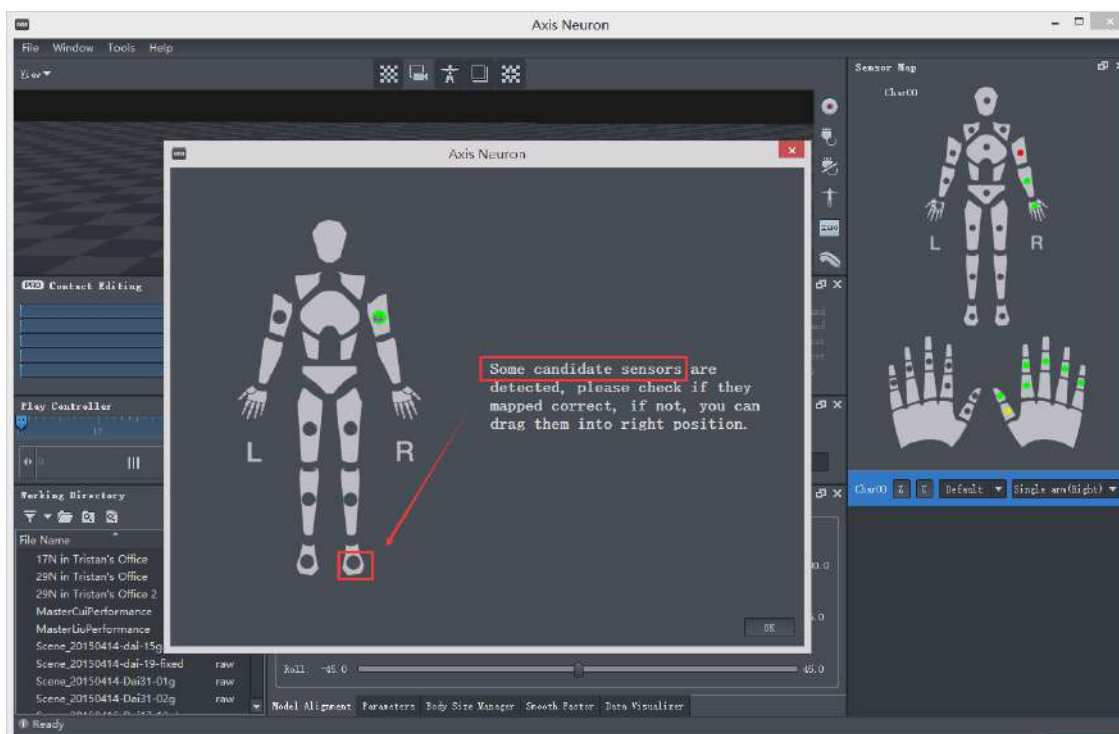 Axis Neuron
File Window Tools Help
View
Sensor Map
Char00
Axis Neuron
L R
Some candidate sensors are
detected, please check if they
mapped correct, if not, you can
drag them into right position.
L R
OK
PRO Contact Editing
Play Controller
Char00 Z C Default Single arm(Right)
Working Directory
File Name
17N in Tristan's Office
29N in Tristan's Office
29N in Tristan's Office 2
MasterCuiPerformance
MasterLiuPerformance
Scene_20150414-dai-15g
Scene_20150414-dai-19-fixed raw
Scene_20150414-Dai31-01g raw
Scene_20150414-Dai31-02g raw
Roll: -45.0 45.0
Model Alignment Parameters Body Size Manager Smooth Factor Data Visualizer
Ready